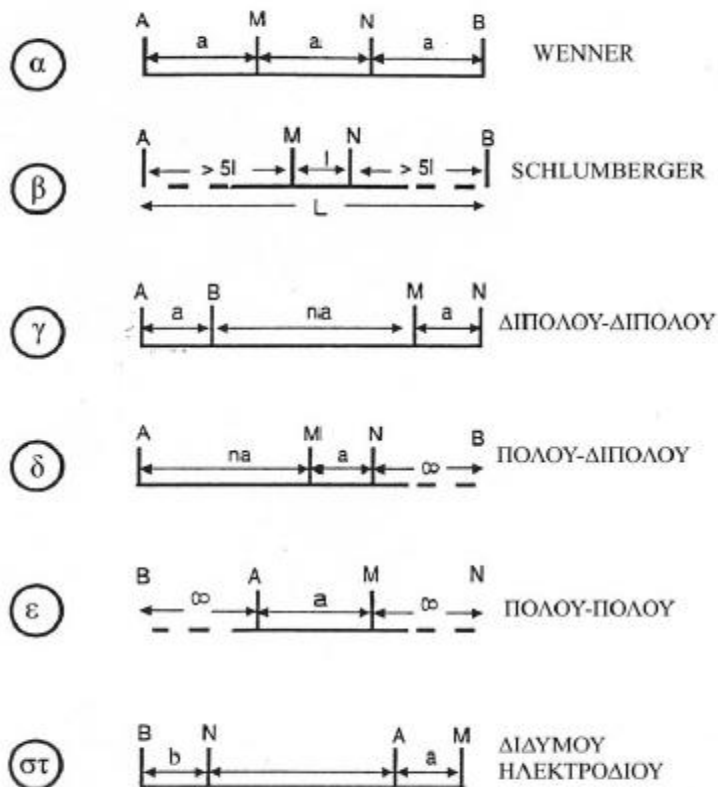 A M N B
α a a a WENNER
A M N B
β > 5l l > 5l SCHLUMBERGER
L
A B M N
γ a na a ΔΙΠΟΛΟΥ-ΔΙΠΟΛΟΥ
A M N B
δ na a ∞ ΠΟΛΟΥ-ΔΙΠΟΛΟΥ
B A M N
ε ∞ a ∞ ΠΟΛΟΥ-ΠΟΛΟΥ
B N A M
στ b a ΔΙΔΥΜΟΥ
ΗΛΕΚΤΡΟΔΙΟΥ